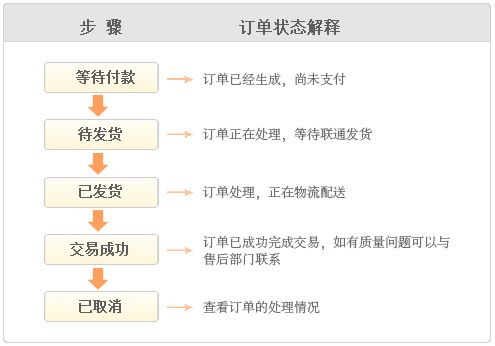 步 骤 订单状态解释
等待付款 订单已经生成，尚未支付
待发货 订单正在处理，等待联通发货
已发货 订单处理，正在物流配送
交易成功 订单已成功完成交易，如有质量问题可以与
售后部门联系
已取消 查看订单的处理情况